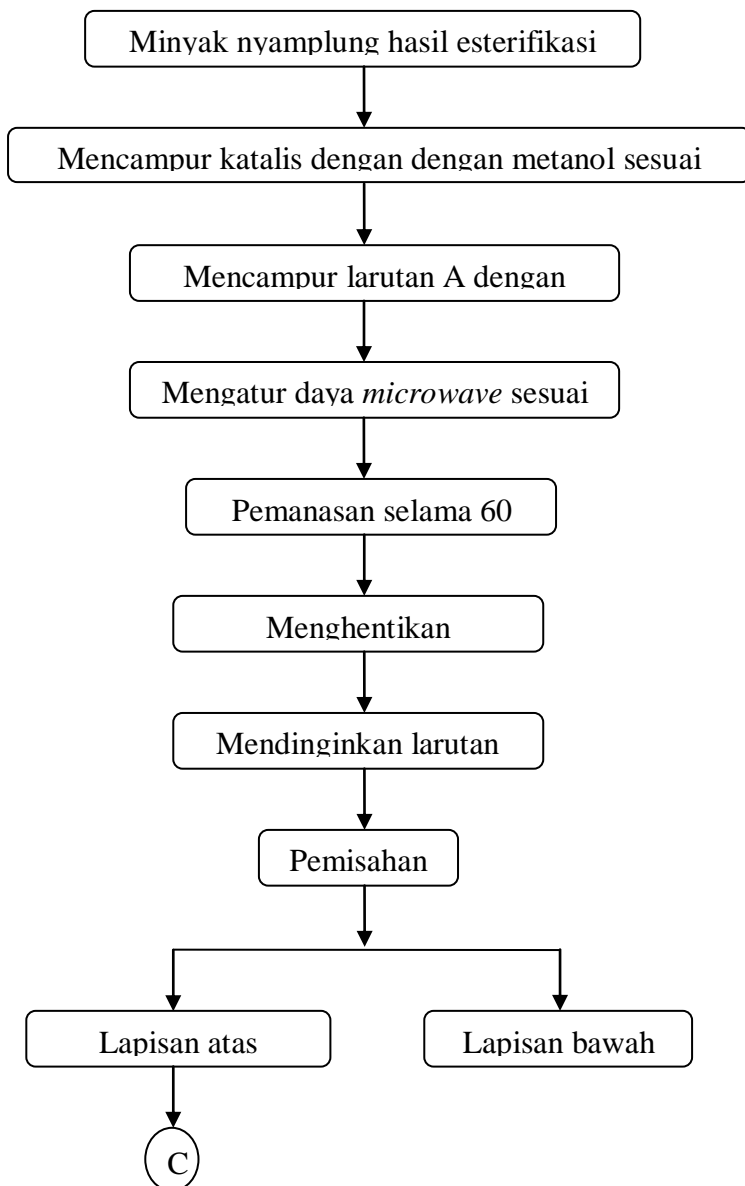 Minyak nyamplung hasil esterifikasi
Mencampur katalis dengan dengan metanol sesuai
Mencampur larutan A dengan
Mengatur daya microwave sesuai
Pemanasan selama 60
Menghentikan
Mendinginkan larutan
Pemisahan
Lapisan atas
Lapisan bawah
C